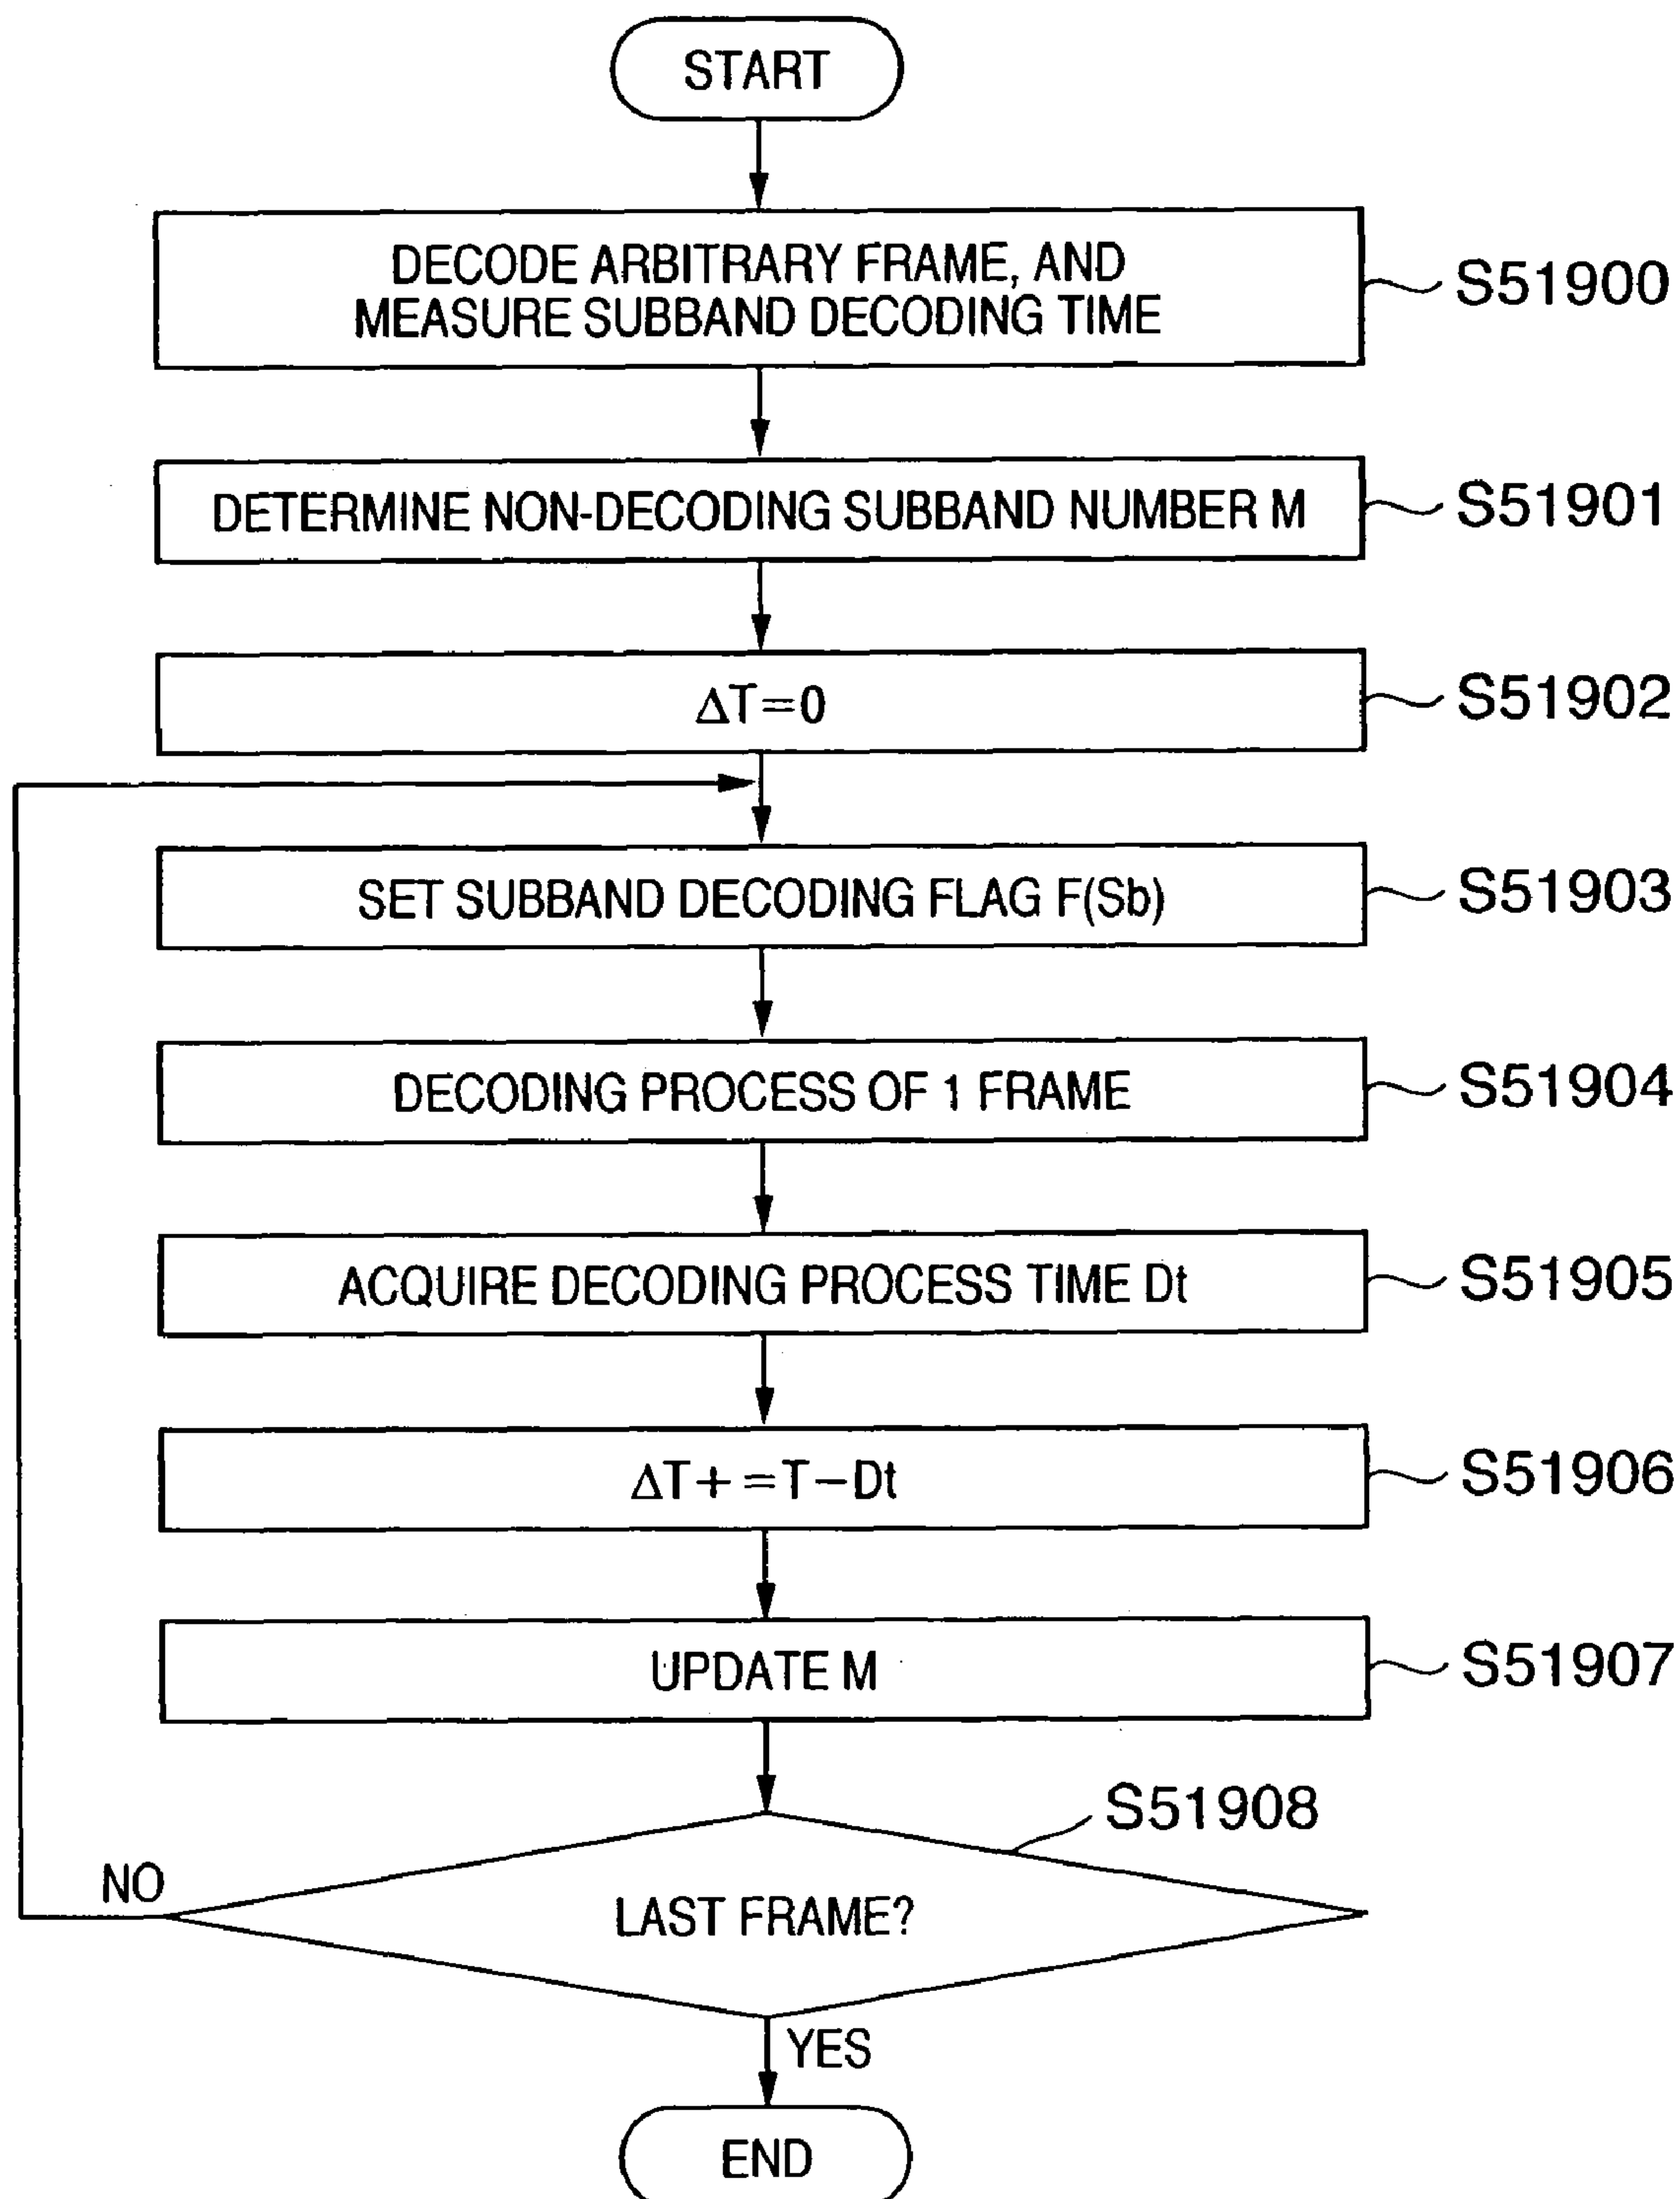 START
DECODE ARBITRARY FRAME, AND
MEASURE SUBBAND DECODING TIME
S51900
DETERMINE NON-DECODING SUBBAND NUMBER M
S51901
ΔT=0
S51902
SET SUBBAND DECODING FLAG F(Sb)
S51903
DECODING PROCESS OF 1 FRAME
S51904
ACQUIRE DECODING PROCESS TIME Dt
S51905
ΔT+=T-Dt
S51906
UPDATE M
S51907
S51908
NO
LAST FRAME?
YES
END